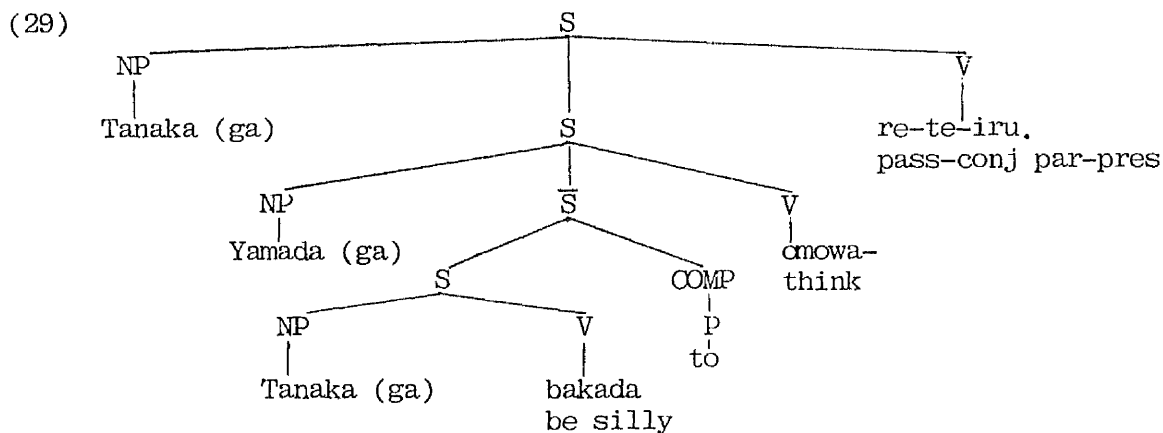 (29) S
NP V
Tanaka (ga) S re-te-iru.
pass-conj par-pres
NP S̅ V
Yamada (ga) omowa-
S COMP think
NP V P
to
Tanaka (ga) bakada
be silly